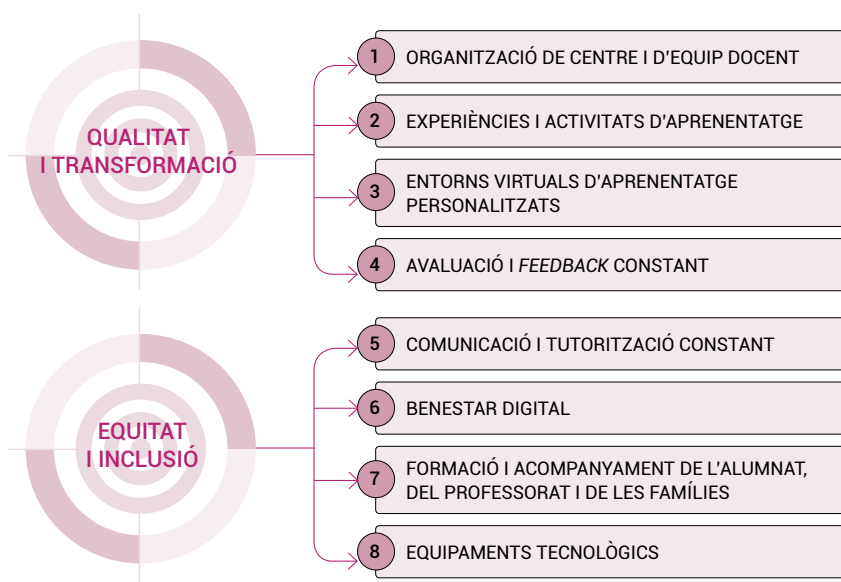 QUALITAT
I TRANSFORMACIÓ
1 ORGANITZACIÓ DE CENTRE I D'EQUIP DOCENT
2 EXPERIÈNCIES I ACTIVITATS D'APRENENTATGE
3 ENTORNS VIRTUALS D'APRENENTATGE
PERSONALITZATS
4 AVALUACIÓ I FEEDBACK CONSTANT
EQUITAT
I INCLUSIÓ
5 COMUNICACIÓ I TUTORITZACIÓ CONSTANT
6 BENESTAR DIGITAL
7 FORMACIÓ I ACOMPANYAMENT DE L'ALUMNAT,
DEL PROFESSORAT I DE LES FAMÍLIES
8 EQUIPAMENTS TECNOLÒGICS